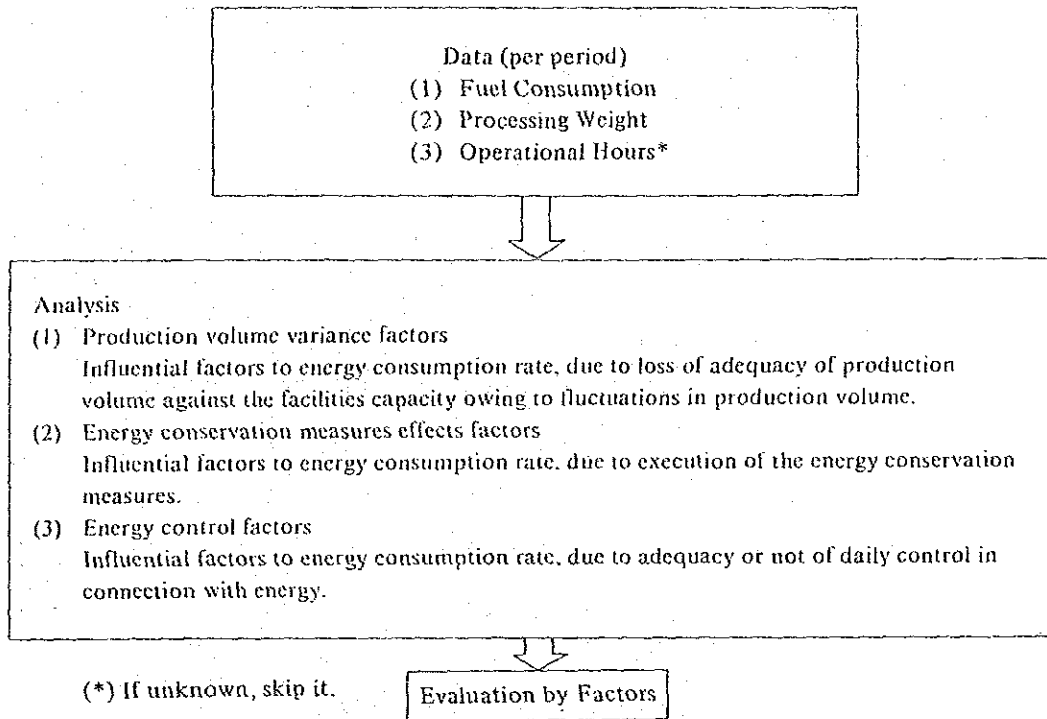 Data (per period)
(1) Fuel Consumption
(2) Processing Weight
(3) Operational Hours*
Analysis
(1) Production volume variance factors
Influential factors to energy consumption rate, due to loss of adequacy of production
volume against the facilities capacity owing to fluctuations in production volume.
(2) Energy conservation measures effects factors
Influential factors to energy consumption rate, due to execution of the energy conservation
measures.
(3) Energy control factors
Influential factors to energy consumption rate, due to adequacy or not of daily control in
connection with energy.
(*) If unknown, skip it.
Evaluation by Factors